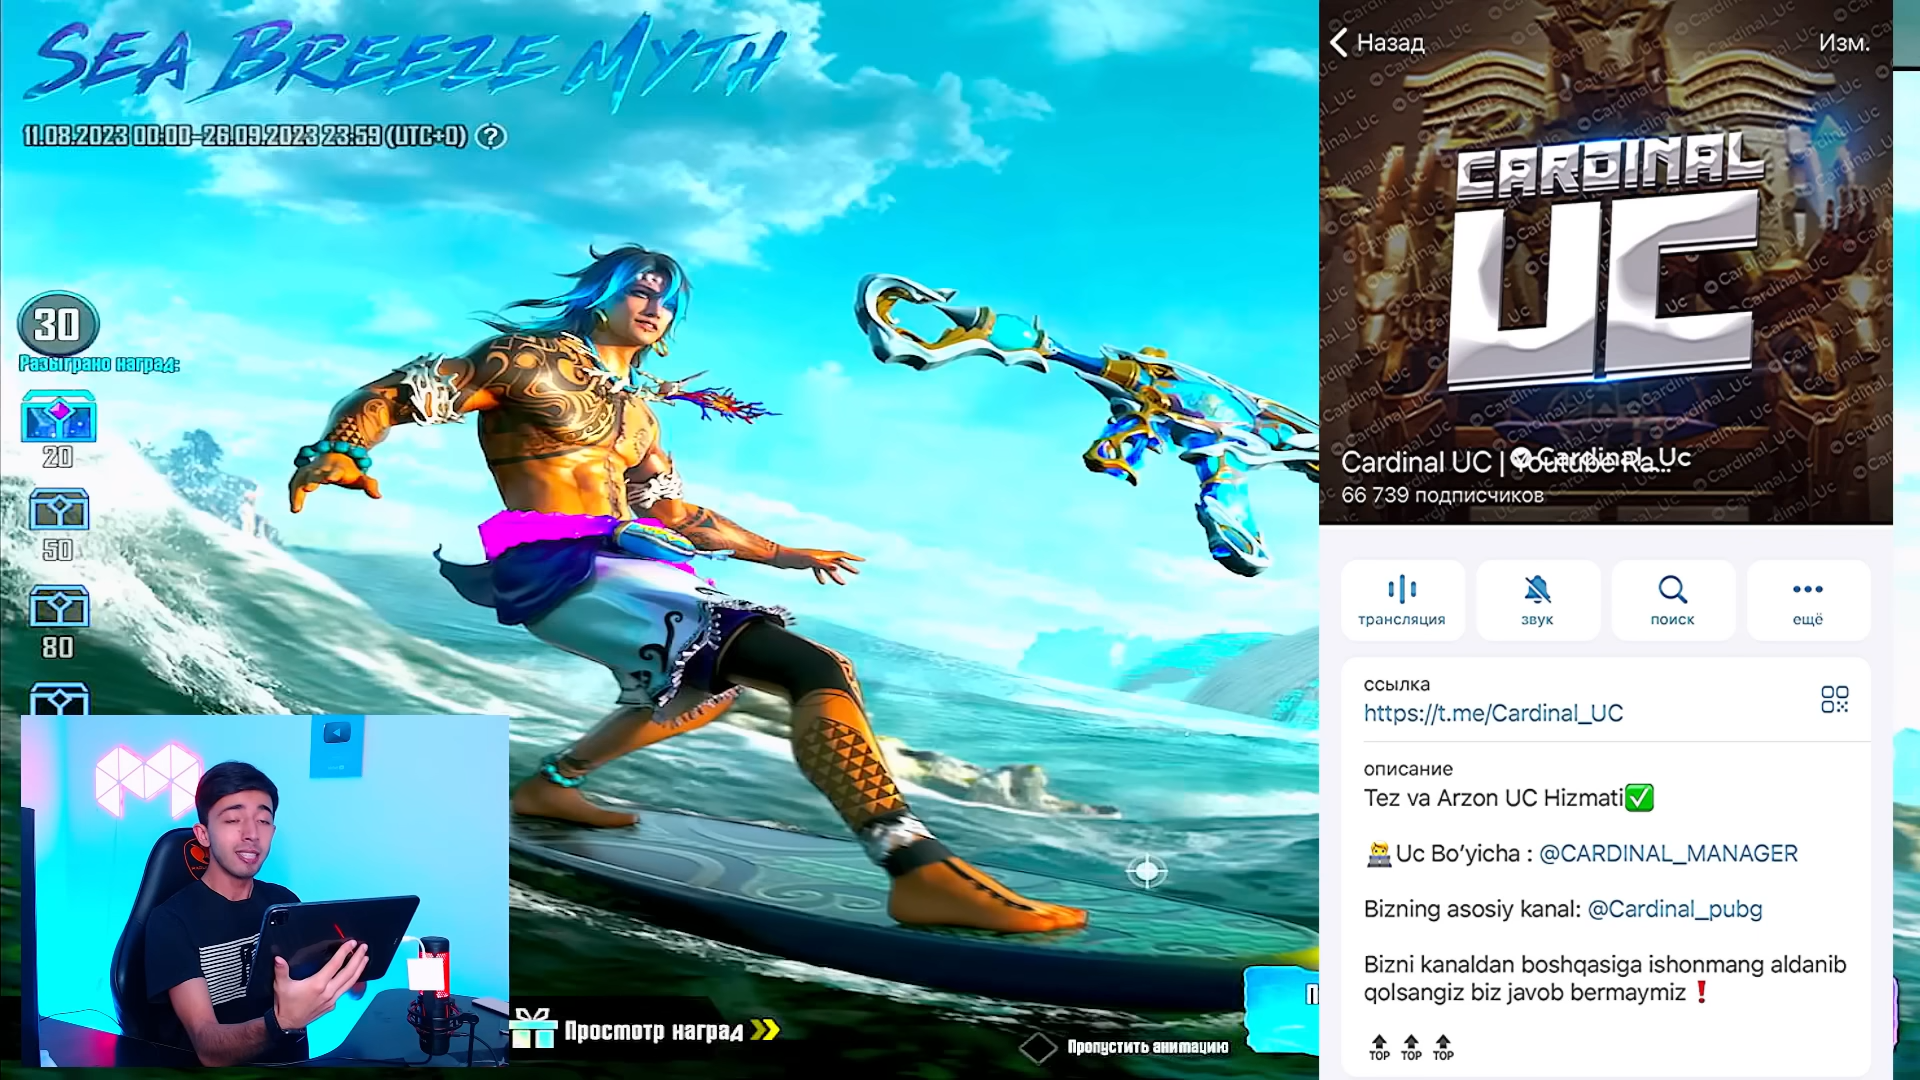 SEA BREEZE MYTH
11.08.2023 00:00-26.09.2023 23:59 (UTC+0) ?
30
Разыграно наград:
20
50
80
Просмотр наград
Пропустить анимацию
П
Назад
Изм.
CARDINAL
UC
Cardinal_Uc
Cardinal UC | Youtube Ra...
66 739 подписчиков
трансляция
звук
поиск
ещё
ссылка
https://t.me/Cardinal_UC
описание
Tez va Arzon UC Hizmati✅
Uc Bo‘yicha : @CARDINAL_MANAGER
Bizning asosiy kanal: @Cardinal_pubg
Bizni kanaldan boshqasiga ishonmang aldanib
qolsangiz biz javob bermaymiz❗
TOP TOP TOP